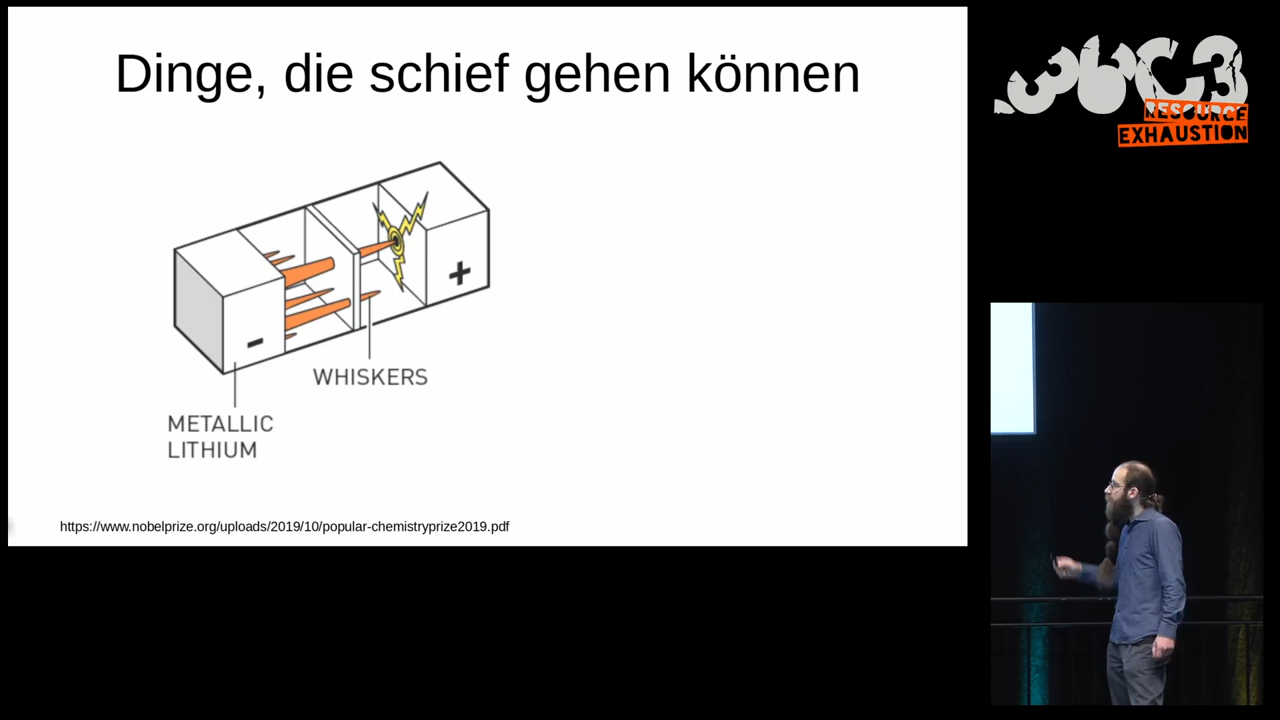 Dinge, die schief gehen können
-
+
WHISKERS
METALLIC
LITHIUM
https://www.nobelprize.org/uploads/2019/10/popular-chemistryprize2019.pdf
36C3
RESOURCE
EXHAUSTION